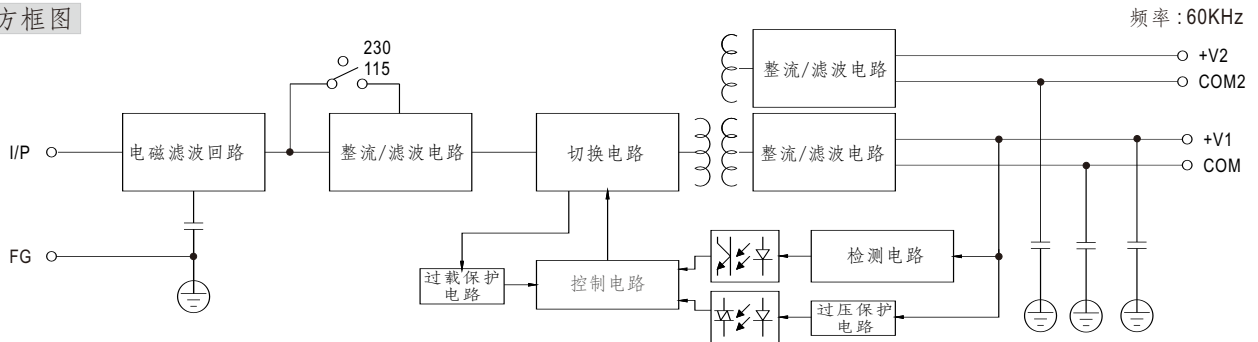 方框图
频率：60KHz
230
115
整流/滤波电路
+V2
COM2
I/P
电磁滤波回路
整流/滤波电路
切换电路
整流/滤波电路
+V1
COM
FG
过载保护
电路
控制电路
检测电路
过压保护
电路